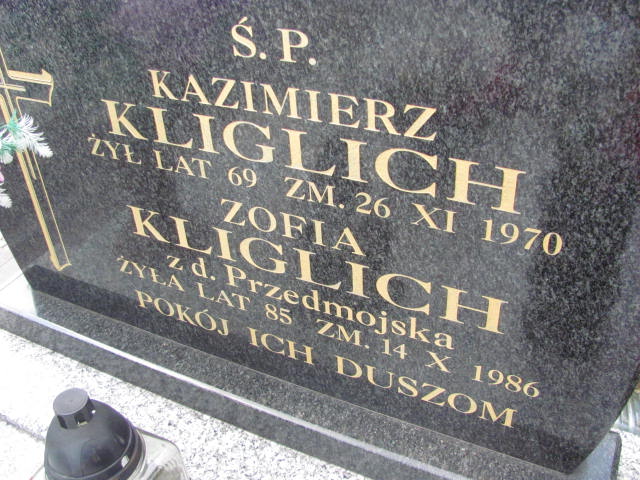 Ś.P.
KAZIMIERZ
KLIGLICH
ŻYŁ LAT 69 ZM. 26 XI 1970
ZOFIA
KLIGLICH
z d. Przedmojska
ŻYŁA LAT 85 ZM. 14 X 1986
POKÓJ ICH DUSZOM